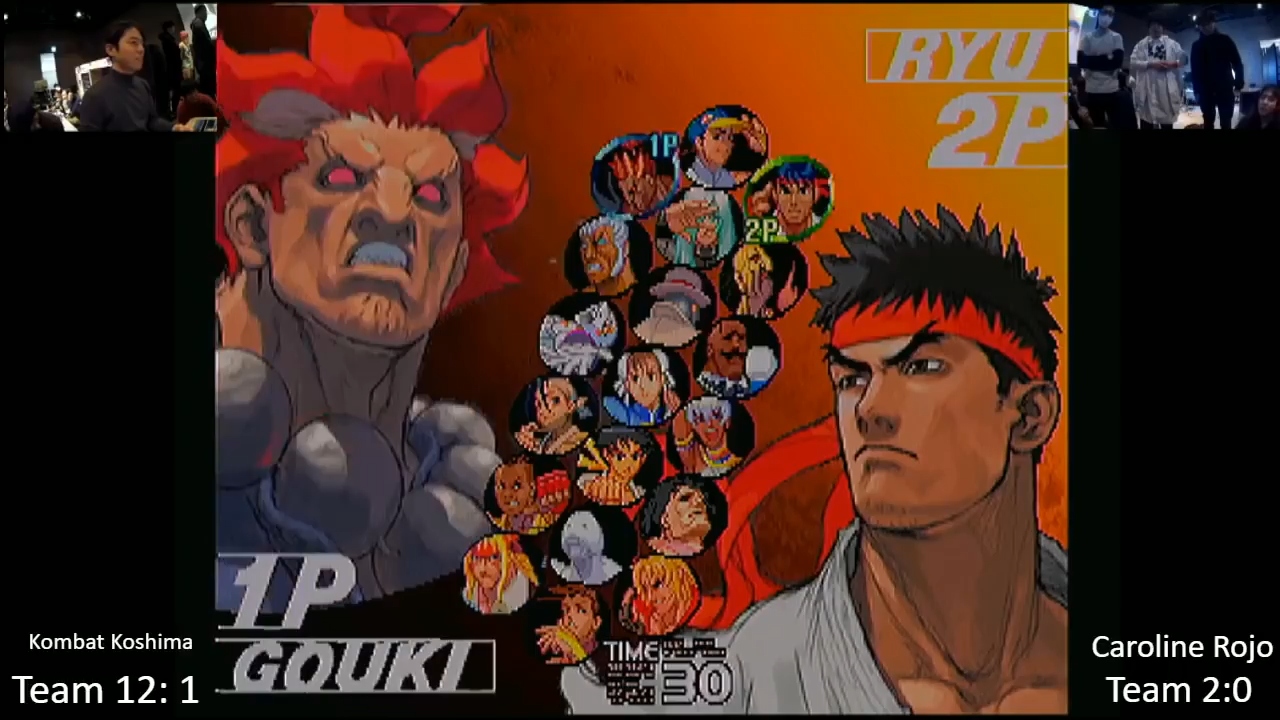 RYU
2P
1P
2P
1P
GOUKI
TIME
30
Kombat Koshima
Team 12: 1
Caroline Rojo
Team 2:0